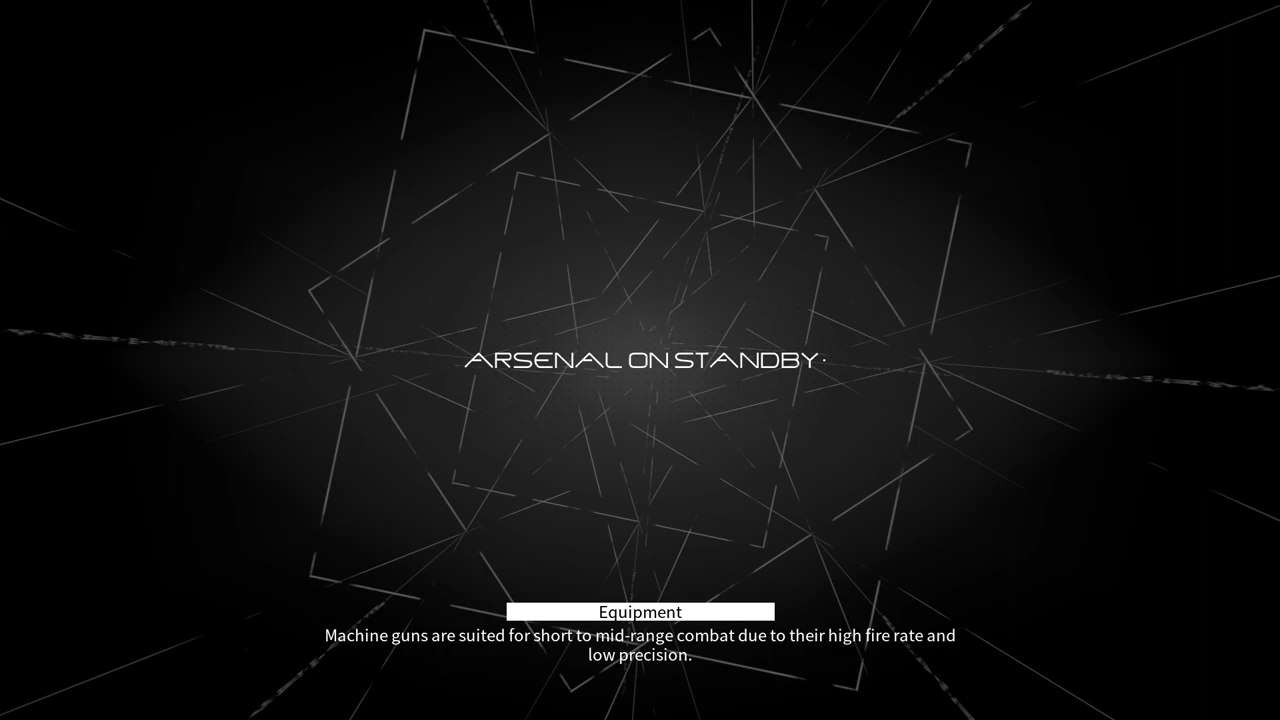 ARSENAL ON STANDBY·
Equipment
Machine guns are suited for short to mid-range combat due to their high fire rate and
low precision.